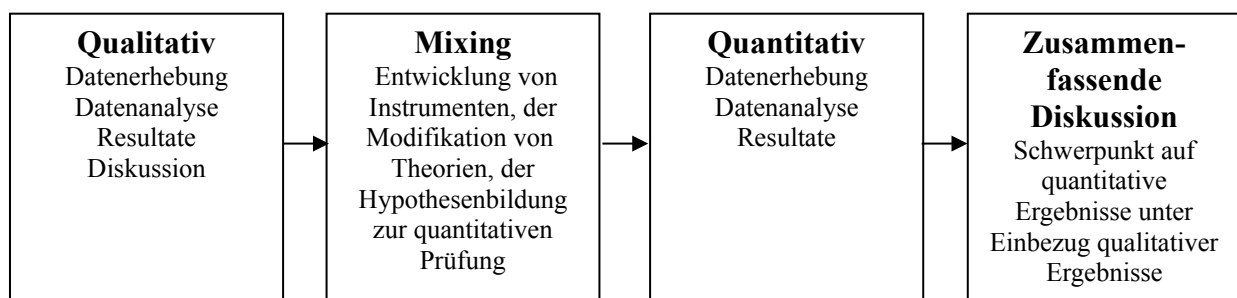 Qualitativ
Datenerhebung
Datenanalyse
Resultate
Diskussion
Mixing
Entwicklung von
Instrumenten, der
Modifikation von
Theorien, der
Hypothesenbildung
zur quantitativen
Prüfung
Quantitativ
Datenerhebung
Datenanalyse
Resultate
Zusammen-
fassende
Diskussion
Schwerpunkt auf
quantitative
Ergebnisse unter
Einbezug qualitativer
Ergebnisse